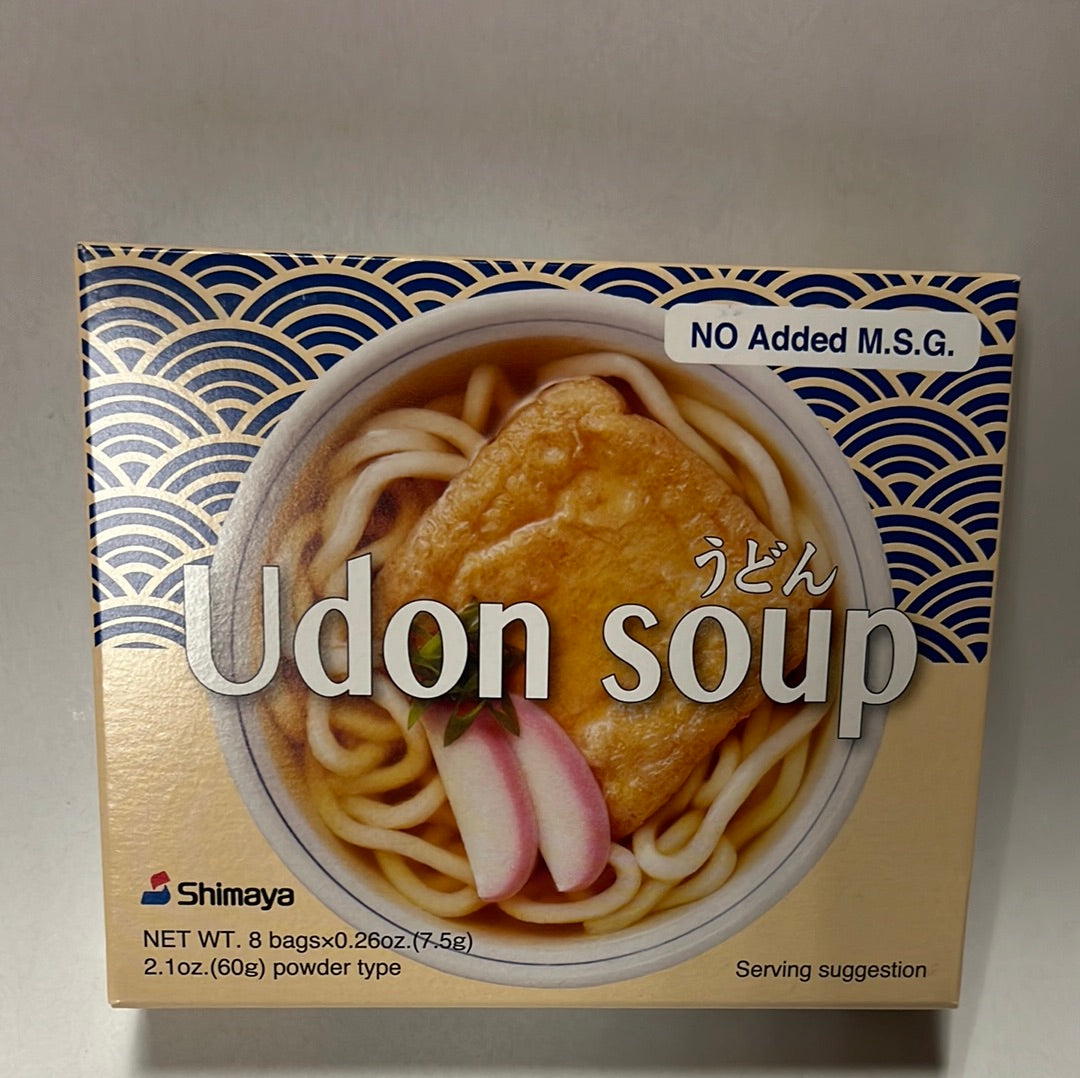 NO Added M.S.G.
うどん
Udon soup
Shimaya
NET WT. 8 bags×0.26oz.(7.5g)
2.1oz.(60g) powder type
Serving suggestion